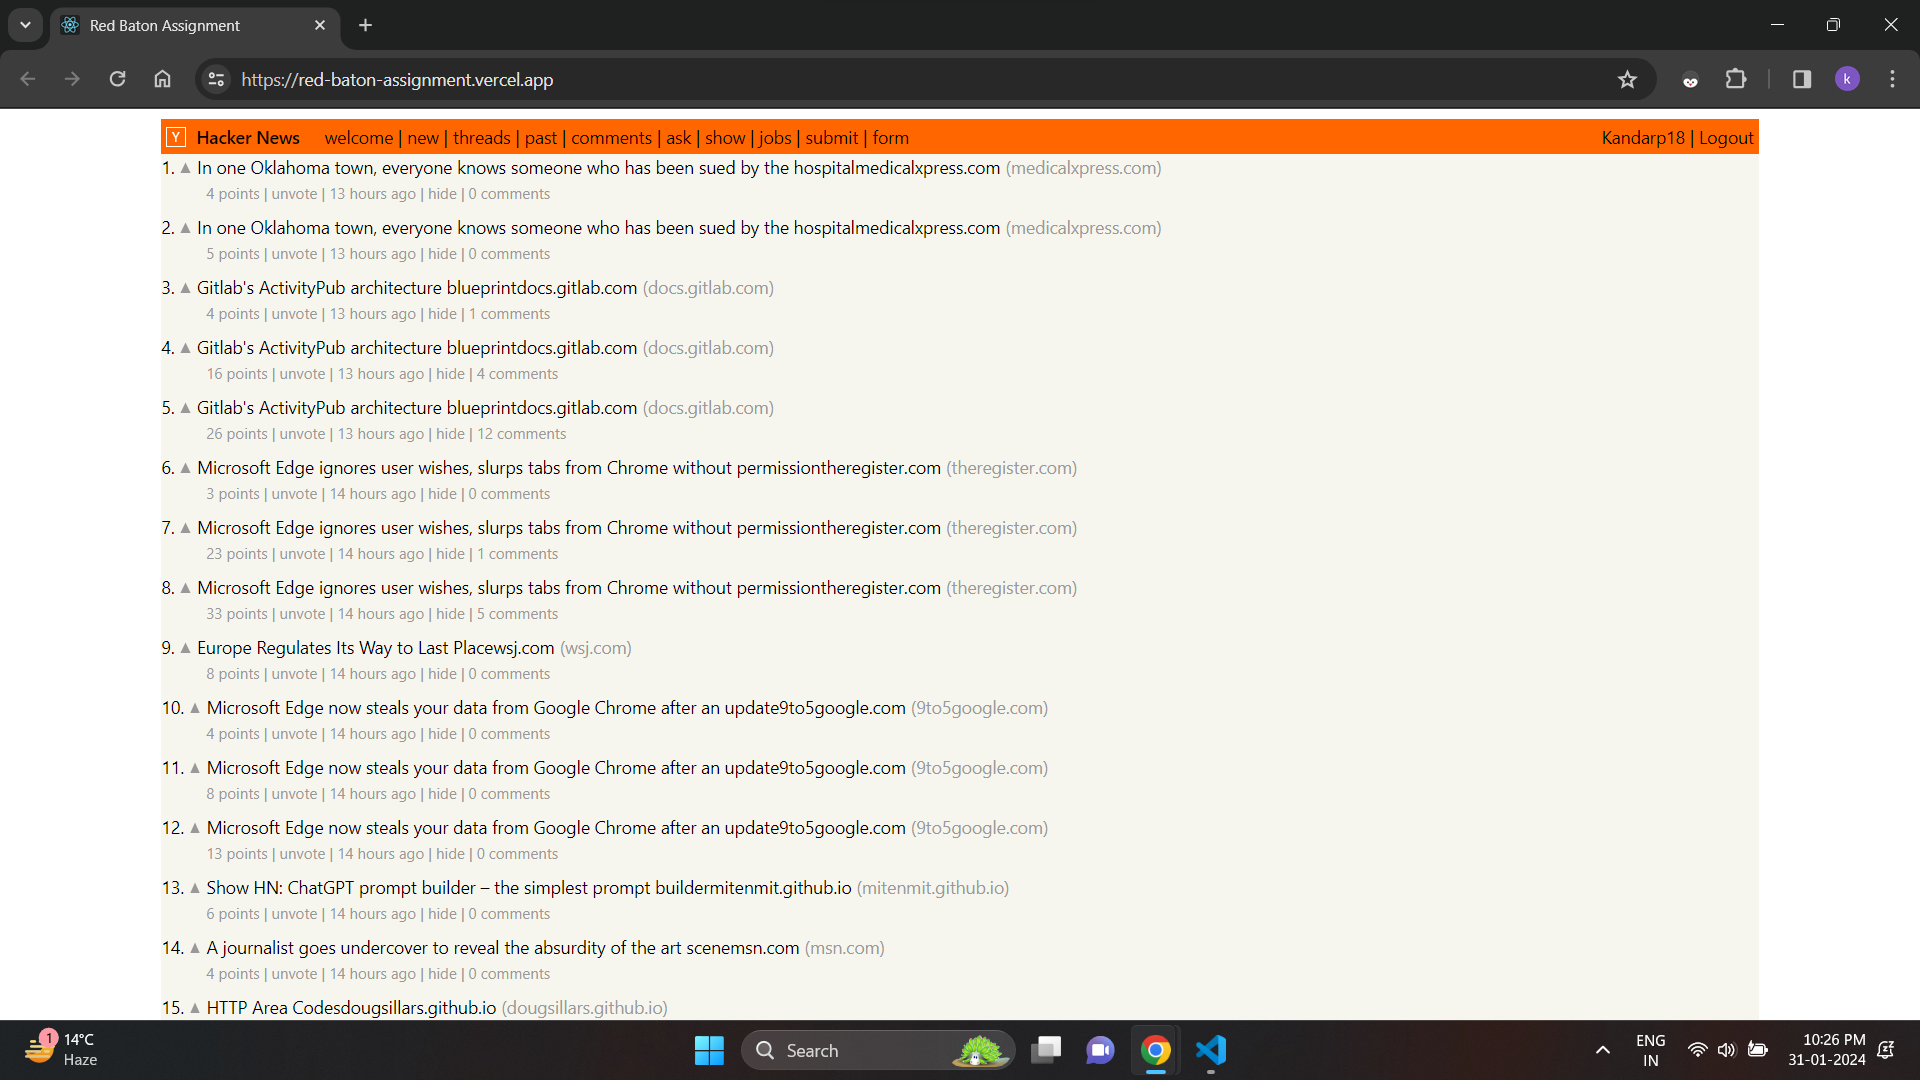 Red Baton Assignment
https://red-baton-assignment.vercel.app
k
Y Hacker News welcome | new | threads | past | comments | ask | show | jobs | submit | form Kandarp18 | Logout
1. ▲ In one Oklahoma town, everyone knows someone who has been sued by the hospitalmedicalxpress.com (medicalxpress.com)
4 points | unvote | 13 hours ago | hide | 0 comments
2. ▲ In one Oklahoma town, everyone knows someone who has been sued by the hospitalmedicalxpress.com (medicalxpress.com)
5 points | unvote | 13 hours ago | hide | 0 comments
3. ▲ Gitlab's ActivityPub architecture blueprintdocs.gitlab.com (docs.gitlab.com)
4 points | unvote | 13 hours ago | hide | 1 comments
4. ▲ Gitlab's ActivityPub architecture blueprintdocs.gitlab.com (docs.gitlab.com)
16 points | unvote | 13 hours ago | hide | 4 comments
5. ▲ Gitlab's ActivityPub architecture blueprintdocs.gitlab.com (docs.gitlab.com)
26 points | unvote | 13 hours ago | hide | 12 comments
6. ▲ Microsoft Edge ignores user wishes, slurps tabs from Chrome without permissiontheregister.com (theregister.com)
3 points | unvote | 14 hours ago | hide | 0 comments
7. ▲ Microsoft Edge ignores user wishes, slurps tabs from Chrome without permissiontheregister.com (theregister.com)
23 points | unvote | 14 hours ago | hide | 1 comments
8. ▲ Microsoft Edge ignores user wishes, slurps tabs from Chrome without permissiontheregister.com (theregister.com)
33 points | unvote | 14 hours ago | hide | 5 comments
9. ▲ Europe Regulates Its Way to Last Placewsj.com (wsj.com)
8 points | unvote | 14 hours ago | hide | 0 comments
10. ▲ Microsoft Edge now steals your data from Google Chrome after an update9to5google.com (9to5google.com)
4 points | unvote | 14 hours ago | hide | 0 comments
11. ▲ Microsoft Edge now steals your data from Google Chrome after an update9to5google.com (9to5google.com)
8 points | unvote | 14 hours ago | hide | 0 comments
12. ▲ Microsoft Edge now steals your data from Google Chrome after an update9to5google.com (9to5google.com)
13 points | unvote | 14 hours ago | hide | 0 comments
13. ▲ Show HN: ChatGPT prompt builder – the simplest prompt buildermitenmit.github.io (mitenmit.github.io)
6 points | unvote | 14 hours ago | hide | 0 comments
14. ▲ A journalist goes undercover to reveal the absurdity of the art scenemsn.com (msn.com)
4 points | unvote | 14 hours ago | hide | 0 comments
15. ▲ HTTP Area Codesdougsillars.github.io (dougsillars.github.io)
1
14°C
Haze
Search
ENG
IN
10:26 PM
31-01-2024